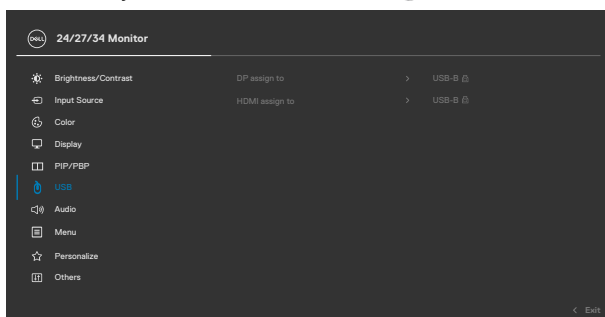 DELL 24/27/34 Monitor
Brightness/Contrast DP assign to > USB-B
Input Source HDMI assign to > USB-B
Color
Display
PIP/PBP
USB
Audio
Menu
Personalize
Others
< Exit